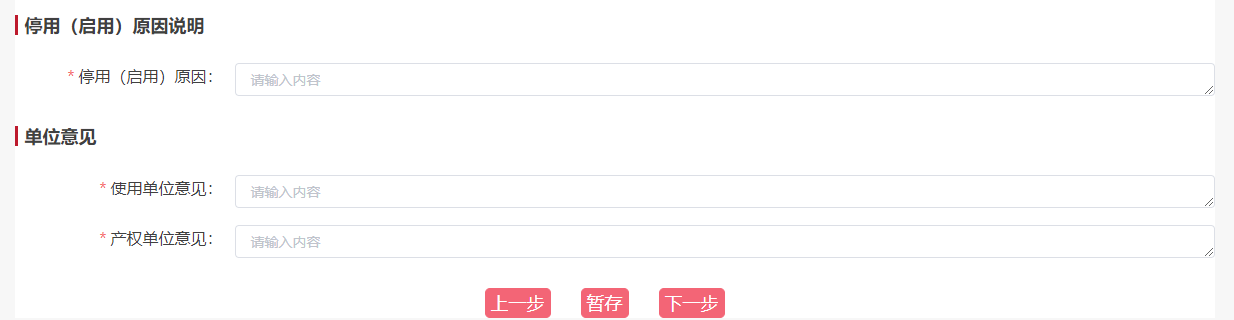 停用（启用）原因说明
* 停用（启用）原因： 请输入内容
单位意见
* 使用单位意见： 请输入内容
* 产权单位意见： 请输入内容
上一步 暂存 下一步